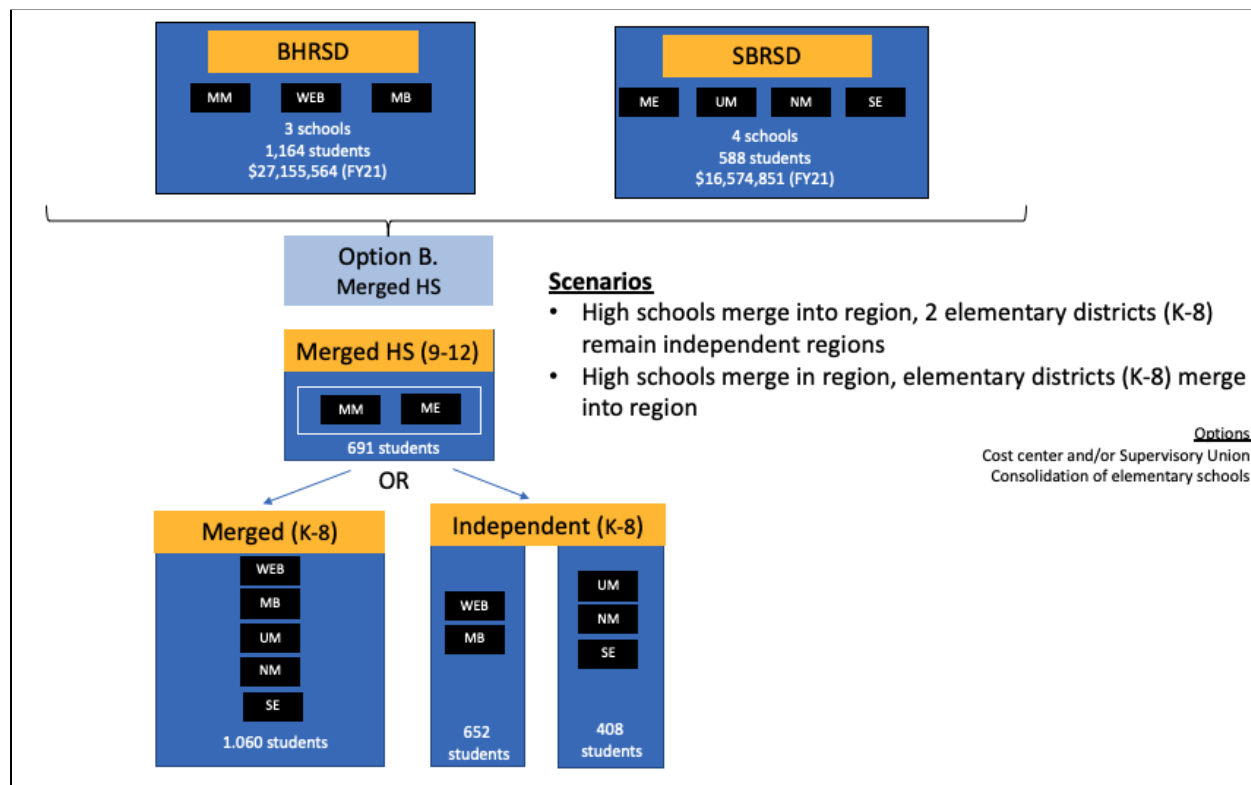 BHRSD
MM WEB MB
3 schools
1,164 students
$27,155,564 (FY21)
SBRSD
ME UM NM SE
4 schools
588 students
$16,574,851 (FY21)
Option B.
Merged HS
Scenarios
• High schools merge into region, 2 elementary districts (K-8)
remain independent regions
• High schools merge in region, elementary districts (K-8) merge
into region
Options
Cost center and/or Supervisory Union
Consolidation of elementary schools
Merged HS (9-12)
MM ME
691 students
OR
Merged (K-8)
WEB
MB
UM
NM
SE
1.060 students
Independent (K-8)
WEB
MB
652
students
UM
NM
SE
408
students